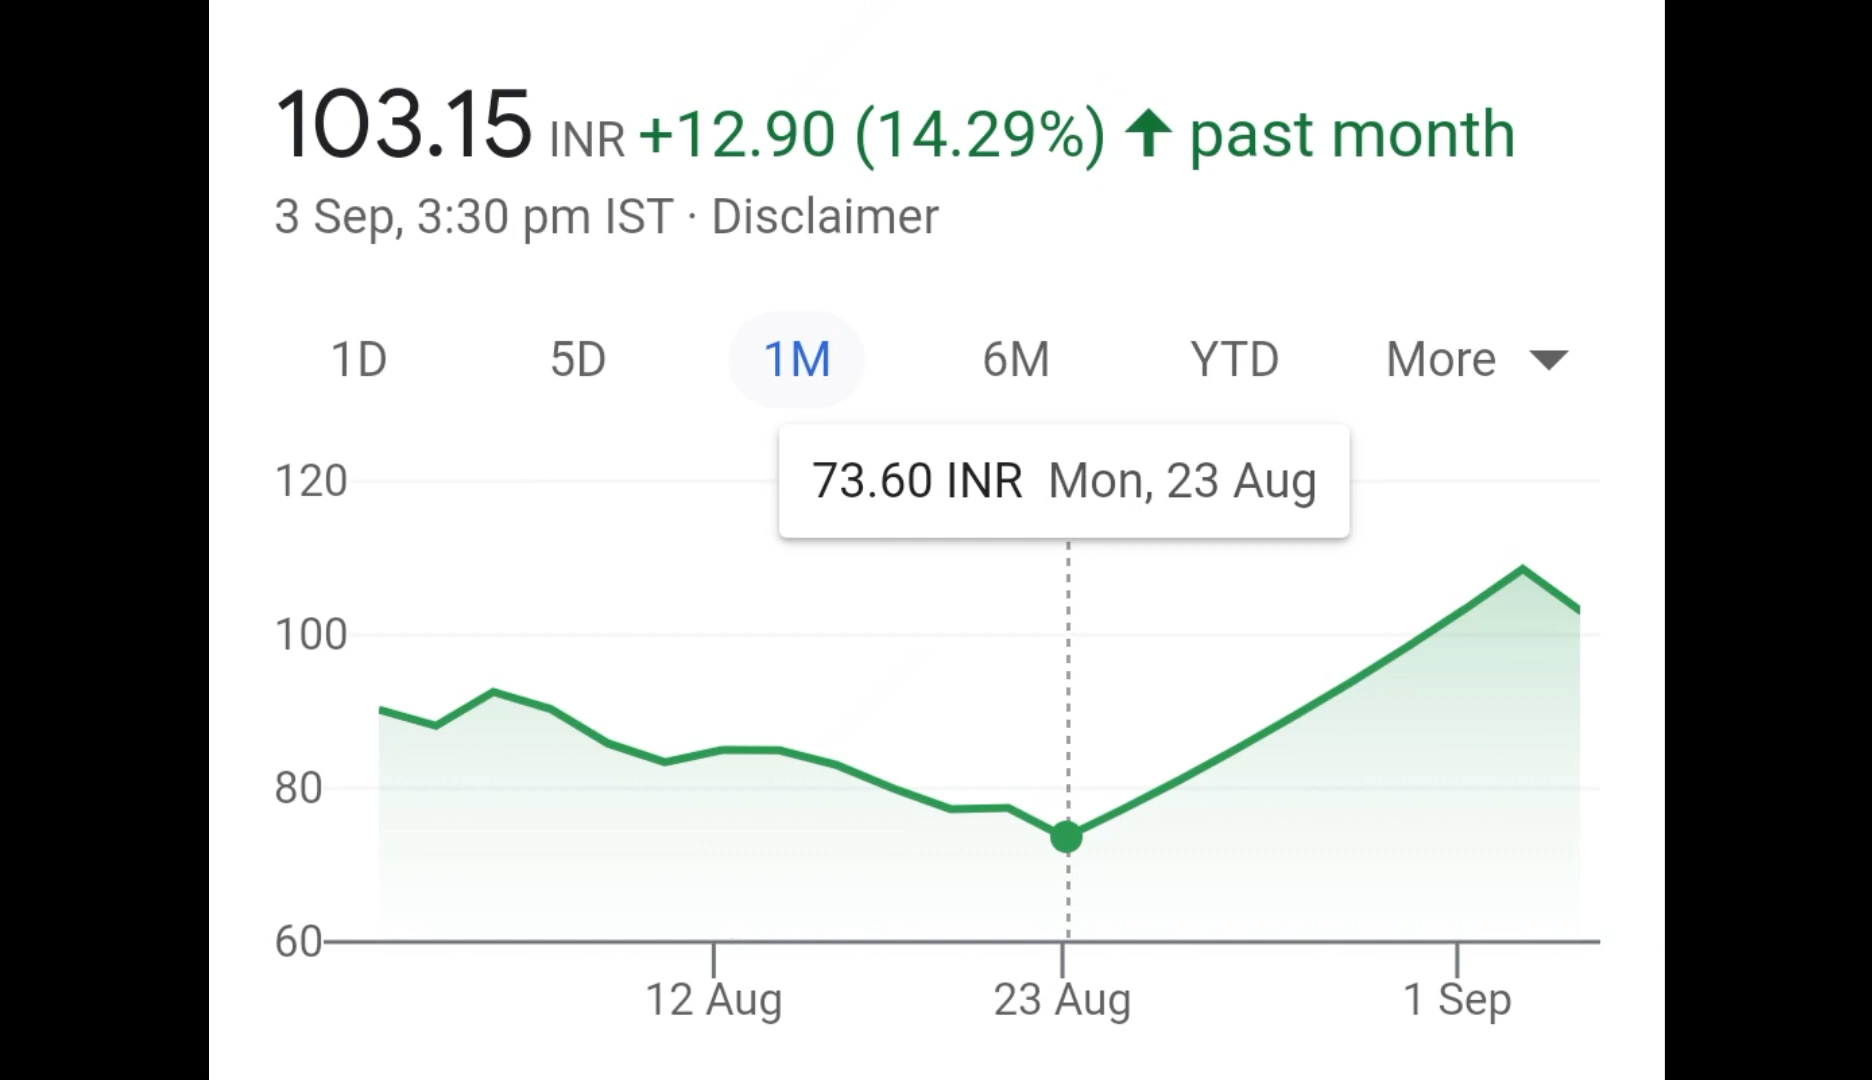 103.15 INR +12.90 (14.29%) ↑ past month
3 Sep, 3:30 pm IST · Disclaimer
1D 5D 1M 6M YTD More
73.60 INR Mon, 23 Aug
120
100
80
60
12 Aug 23 Aug 1 Sep